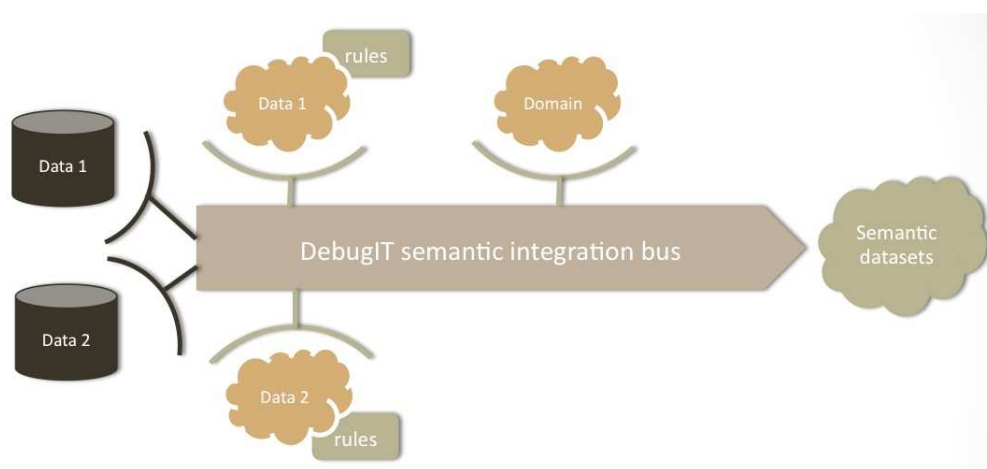 rules
Data 1
Domain
Data 1
DebugIT semantic integration bus
Semantic
datasets
Data 2
Data 2
rules